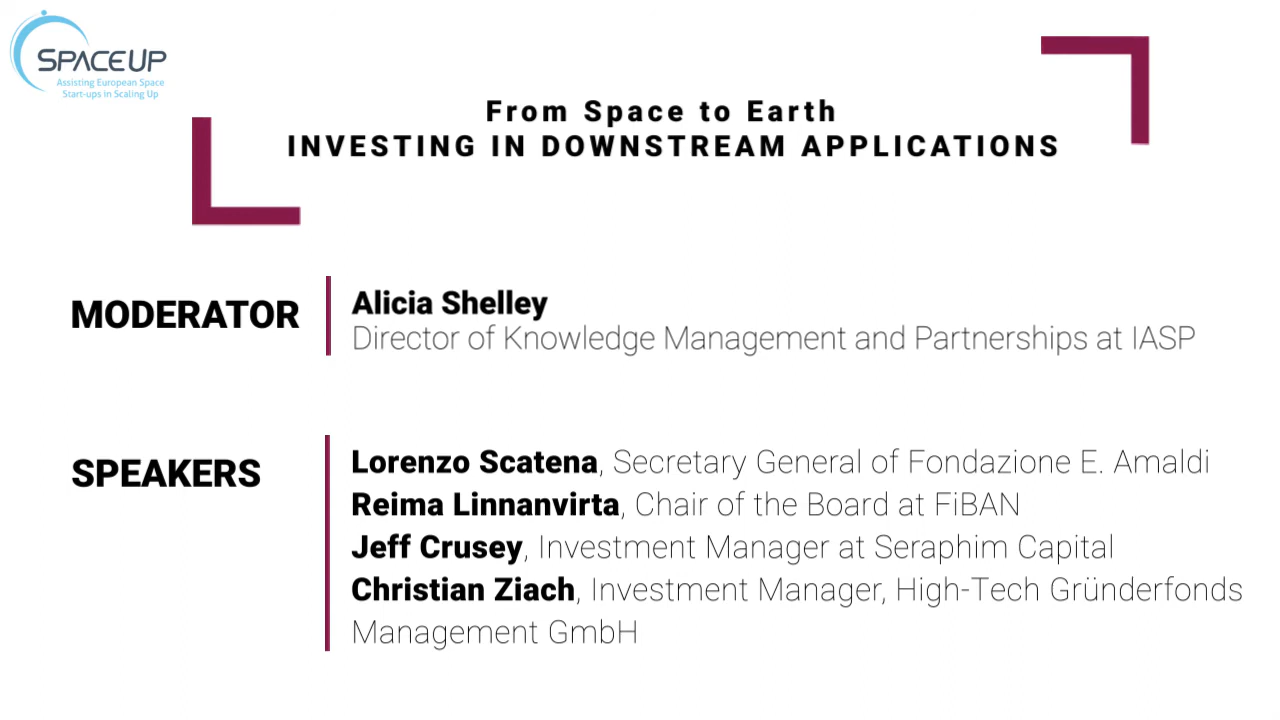 SPACEUP
Assisting European Space
Start-ups in Scaling Up
From Space to Earth
INVESTING IN DOWNSTREAM APPLICATIONS
MODERATOR
Alicia Shelley
Director of Knowledge Management and Partnerships at IASP
SPEAKERS
Lorenzo Scatena, Secretary General of Fondazione E. Amaldi
Reima Linnanvirta, Chair of the Board at FiBAN
Jeff Crusey, Investment Manager at Seraphim Capital
Christian Ziach, Investment Manager, High-Tech Gründerfonds
Management GmbH